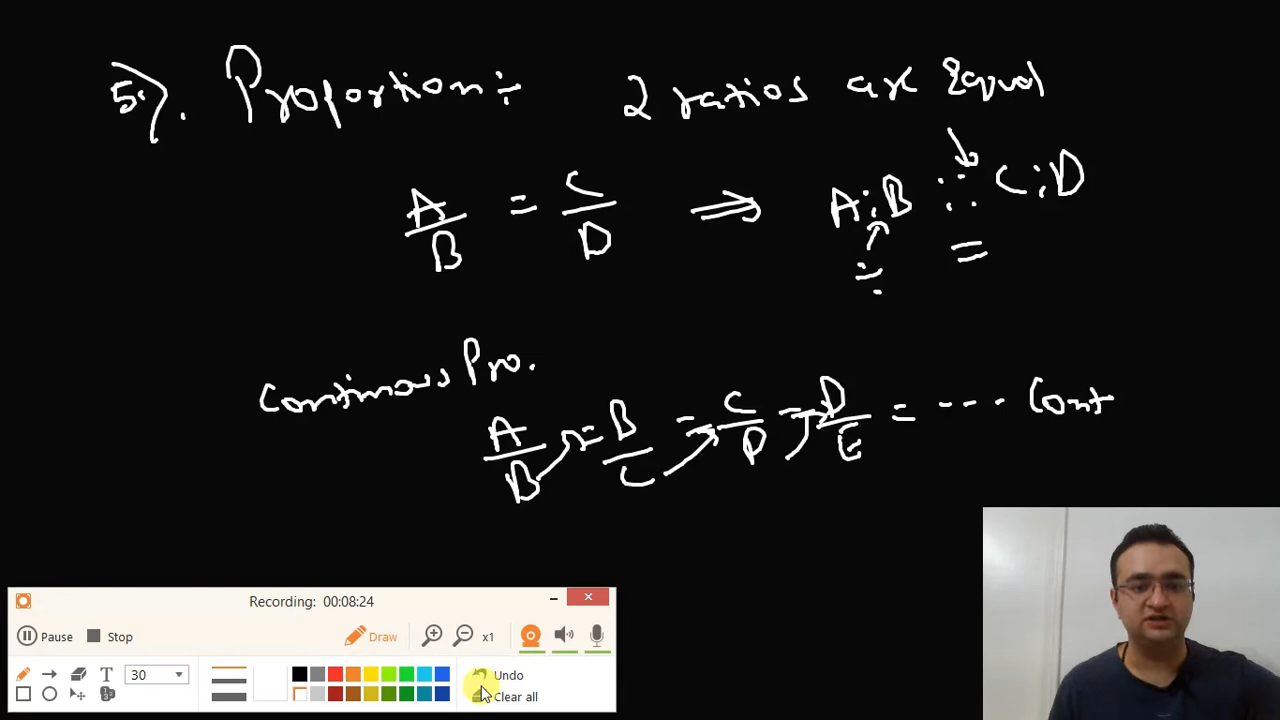 5.). Proportion:- 2 ratios are Equal
A/B = C/D ⇒ A:B :: C:D
÷ =
Continuous Pro.
A/B = B/C = C/D = D/E = --- Cont
Recording: 00:08:24
Pause Stop Draw x1
T 30 Undo
Clear all